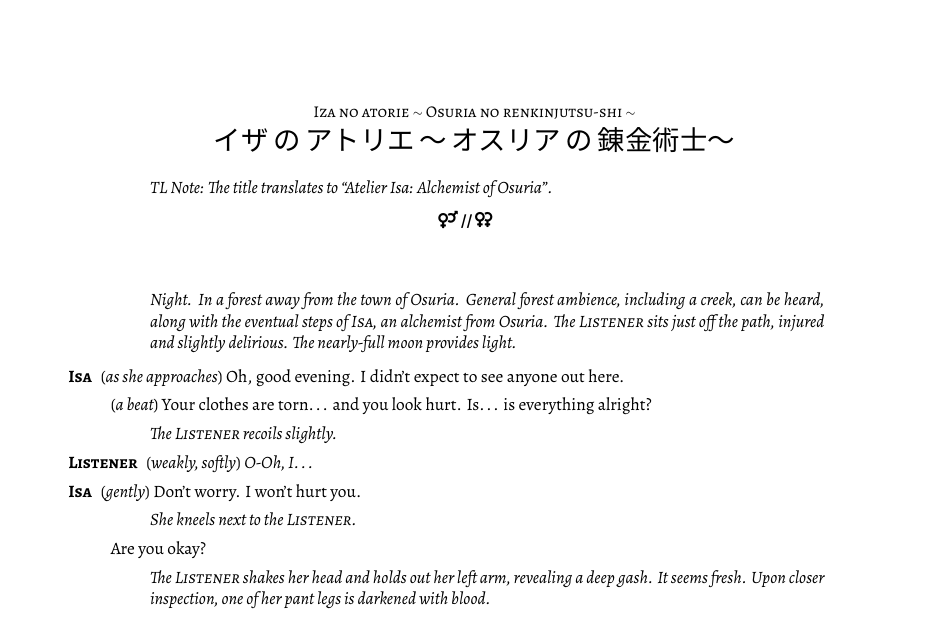 Iza no atorie ~ Osuria no renkinjutsu-shi ~
イザ の アトリエ 〜 オスリア の 錬金術士〜
TL Note: The title translates to “Atelier Isa: Alchemist of Osuria”.
⚤ // ⚢
Night. In a forest away from the town of Osuria. General forest ambience, including a creek, can be heard,
along with the eventual steps of Isa, an alchemist from Osuria. The Listener sits just off the path, injured
and slightly delirious. The nearly-full moon provides light.
Isa (as she approaches) Oh, good evening. I didn’t expect to see anyone out here.
(a beat) Your clothes are torn... and you look hurt. Is... is everything alright?
The Listener recoils slightly.
Listener (weakly, softly) O-Oh, I...
Isa (gently) Don’t worry. I won’t hurt you.
She kneels next to the Listener.
Are you okay?
The Listener shakes her head and holds out her left arm, revealing a deep gash. It seems fresh. Upon closer
inspection, one of her pant legs is darkened with blood.